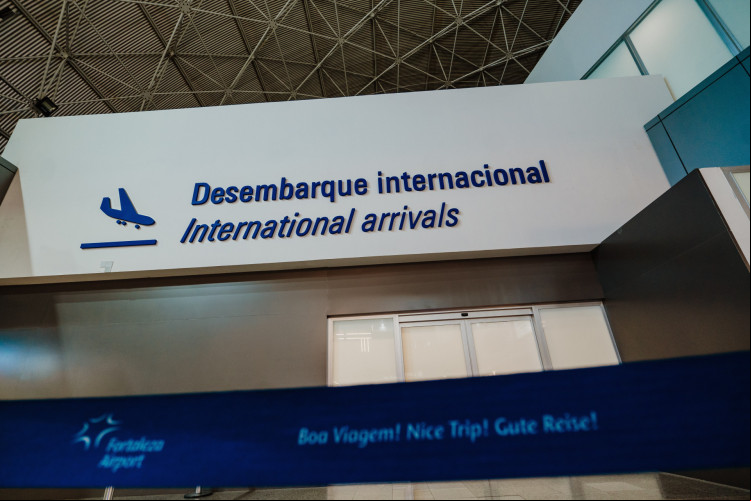 Desembarque internacional
International arrivals
Fortaleza
Airport
Boa Viagem! Nice Trip! Gute Reise!